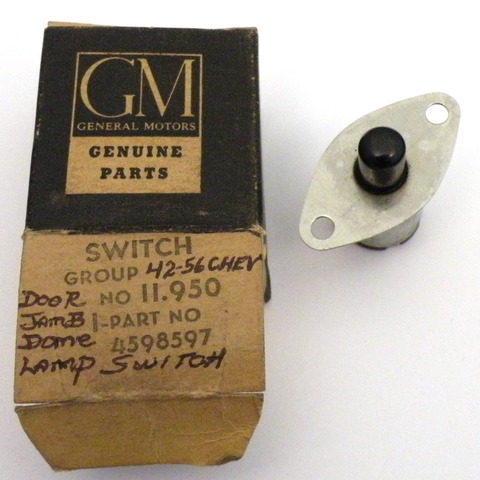 GM
GENERAL MOTORS
GENUINE
PARTS
SWITCH
GROUP 42-56 CHEV
DOOR NO 11.950
JAMB 1-PART NO
DOME 4598597
LAMP SWITCH